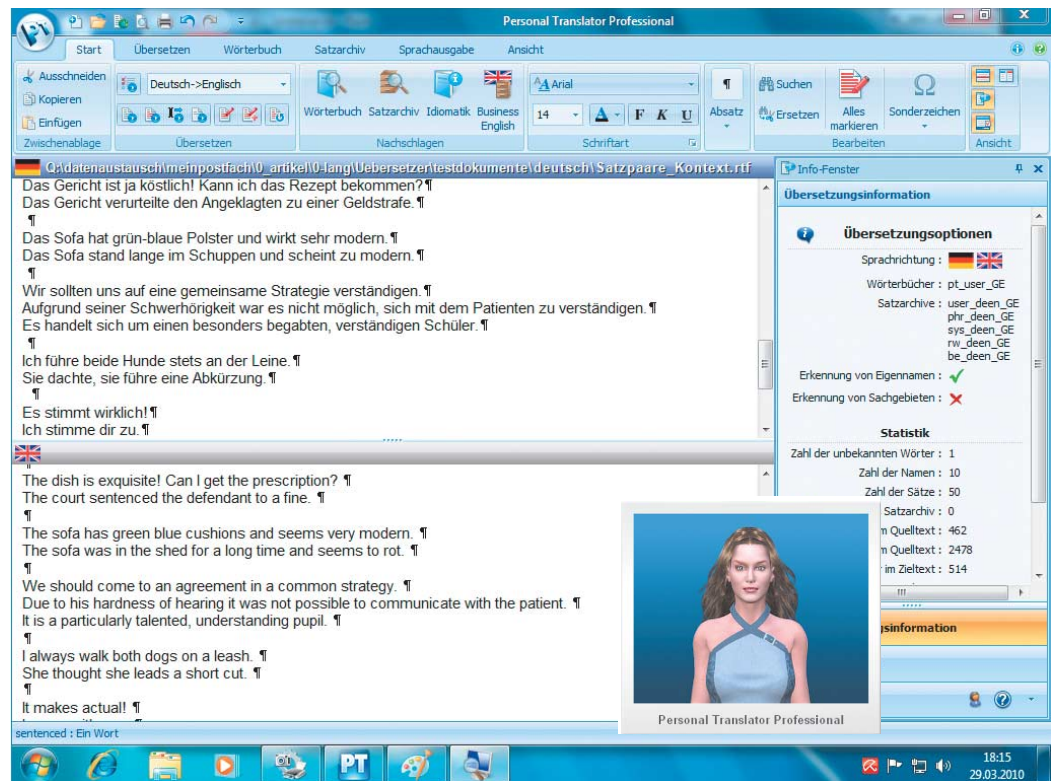 Personal Translator Professional
Start Übersetzen Wörterbuch Satzarchiv Sprachausgabe Ansicht
Ausschneiden
Kopieren
Einfügen
Zwischenablage
Deutsch->Englisch
Übersetzen
Wörterbuch Satzarchiv Idiomatik Business English
Nachschlagen
Arial
14 A F K U
Schriftart
Absatz
Suchen
Ersetzen
Alles markieren
Sonderzeichen
Bearbeiten
Ansicht
Q:\datenaustausch\meinpostfach\0_artikel\0-lang\Uebersetzer\testdokumente\deutsch\Satzpaare_Kontext.rtf
Das Gericht ist ja köstlich! Kann ich das Rezept bekommen?¶
Das Gericht verurteilte den Angeklagten zu einer Geldstrafe.¶
¶
Das Sofa hat grün-blaue Polster und wirkt sehr modern.¶
Das Sofa stand lange im Schuppen und scheint zu modern.¶
¶
Wir sollten uns auf eine gemeinsame Strategie verständigen.¶
Aufgrund seiner Schwerhörigkeit war es nicht möglich, sich mit dem Patienten zu verständigen.¶
Es handelt sich um einen besonders begabten, verständigen Schüler.¶
¶
Ich führe beide Hunde stets an der Leine.¶
Sie dachte, sie führe eine Abkürzung.¶
¶
Es stimmt wirklich!¶
Ich stimme dir zu.¶
The dish is exquisite! Can I get the prescription? ¶
The court sentenced the defendant to a fine. ¶
¶
The sofa has green blue cushions and seems very modern. ¶
The sofa was in the shed for a long time and seems to rot. ¶
¶
We should come to an agreement in a common strategy. ¶
Due to his hardness of hearing it was not possible to communicate with the patient. ¶
It is a particularly talented, understanding pupil. ¶
¶
I always walk both dogs on a leash. ¶
She thought she leads a short cut. ¶
¶
It makes actual! ¶
Info-Fenster
Übersetzungsinformation
Übersetzungsoptionen
Sprachrichtung :
Wörterbücher : pt_user_GE
Satzarchive : user_deen_GE
phr_deen_GE
sys_deen_GE
rw_deen_GE
be_deen_GE
Erkennung von Eigennamen :
Erkennung von Sachgebieten :
Statistik
Zahl der unbekannten Wörter : 1
Zahl der Namen : 10
Zahl der Sätze : 50
Satzarchiv : 0
Quelltext : 462
Quelltext : 2478
im Zieltext : 514
Personal Translator Professional
sentenced : Ein Wort
PT
18:15
29.03.2010